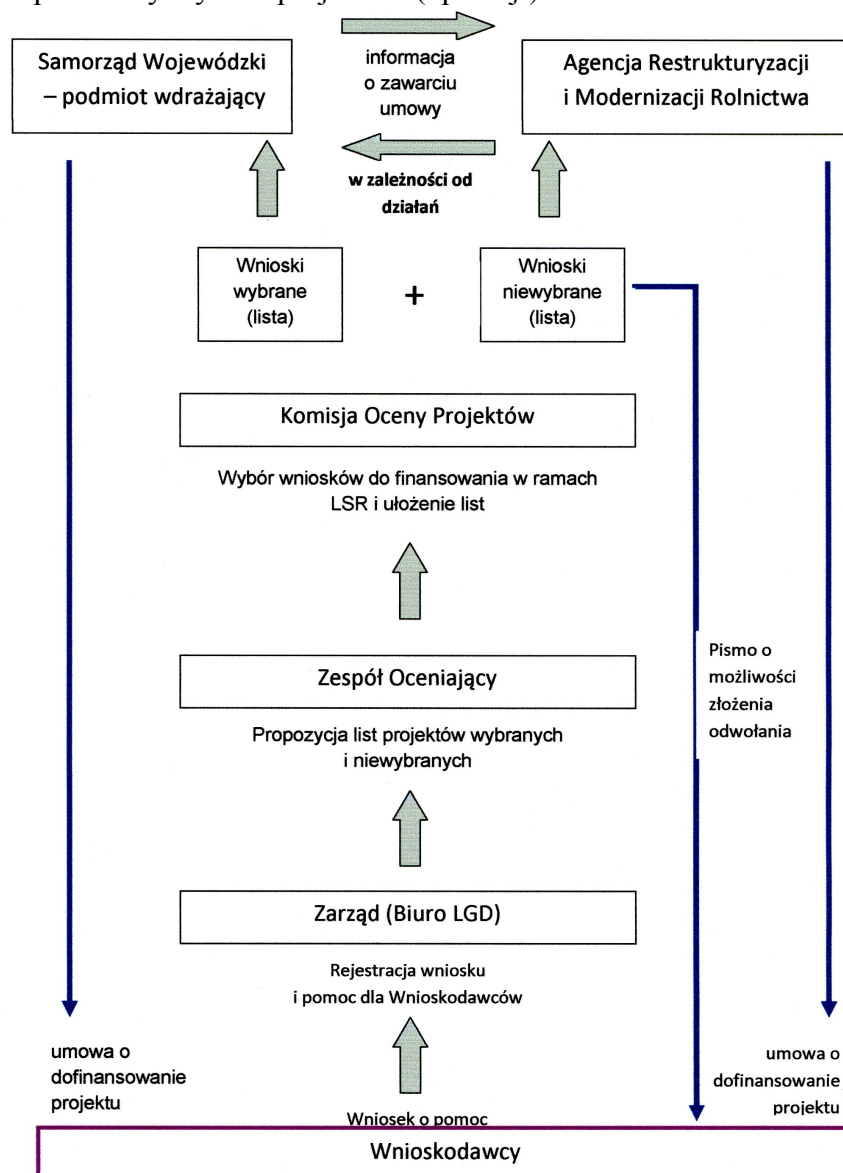 informacja
o zawarciu
umowy
Samorząd Wojewódzki
– podmiot wdrażający
Agencja Restrukturyzacji
i Modernizacji Rolnictwa
w zależności od
działań
Wnioski
wybrane
(lista)
+
Wnioski
niewybrane
(lista)
Komisja Oceny Projektów
Wybór wniosków do finansowania w ramach
LSR i ułożenie list
Zespół Oceniający
Propozycja list projektów wybranych
i niewybranych
Pismo o
możliwości
złożenia
odwołania
Zarząd (Biuro LGD)
Rejestracja wniosku
i pomoc dla Wnioskodawców
umowa o
dofinansowanie
projektu
umowa o
dofinansowanie
projektu
Wniosek o pomoc
Wnioskodawcy